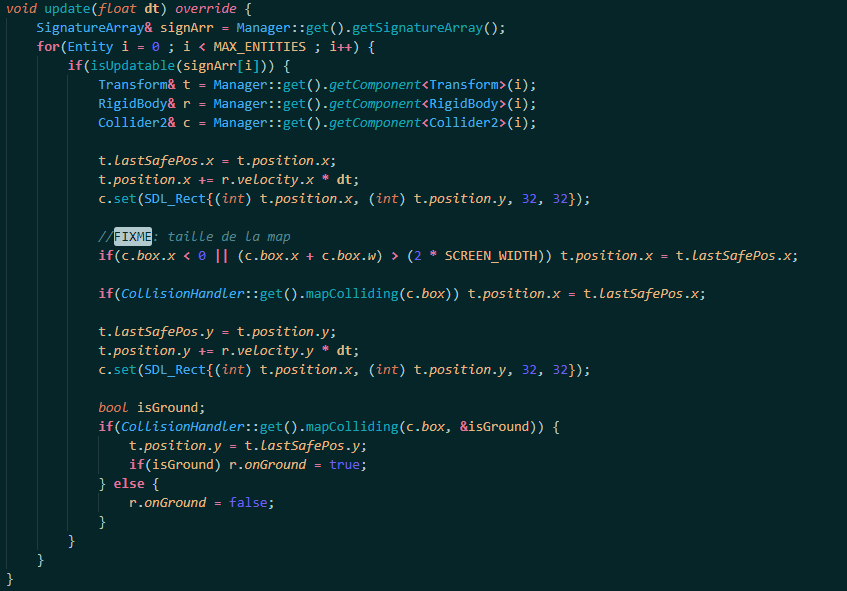 void update(float dt) override {
    SignatureArray& signArr = Manager::get().getSignatureArray();
    for(Entity i = 0 ; i < MAX_ENTITIES ; i++) {
        if(isUpdatable(signArr[i])) {
            Transform& t = Manager::get().getComponent<Transform>(i);
            RigidBody& r = Manager::get().getComponent<RigidBody>(i);
            Collider2& c = Manager::get().getComponent<Collider2>(i);

            t.lastSafePos.x = t.position.x;
            t.position.x += r.velocity.x * dt;
            c.set(SDL_Rect{(int) t.position.x, (int) t.position.y, 32, 32});

            //FIXME: taille de la map
            if(c.box.x < 0 || (c.box.x + c.box.w) > (2 * SCREEN_WIDTH)) t.position.x = t.lastSafePos.x;

            if(CollisionHandler::get().mapColliding(c.box)) t.position.x = t.lastSafePos.x;

            t.lastSafePos.y = t.position.y;
            t.position.y += r.velocity.y * dt;
            c.set(SDL_Rect{(int) t.position.x, (int) t.position.y, 32, 32});

            bool isGround;
            if(CollisionHandler::get().mapColliding(c.box, &isGround)) {
                t.position.y = t.lastSafePos.y;
                if(isGround) r.onGround = true;
            } else {
                r.onGround = false;
            }
        }
    }
}